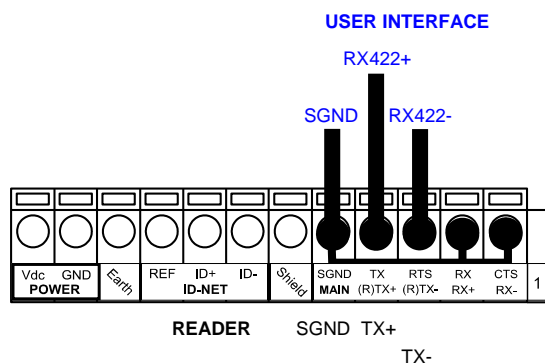 USER INTERFACE
RX422+
SGND RX422-
Vdc GND Earth REF ID+ ID- Shield SGND TX RTS RX CTS
POWER ID-NET MAIN (R)TX+ (R)TX- RX+ RX- 1
READER SGND TX+
TX-